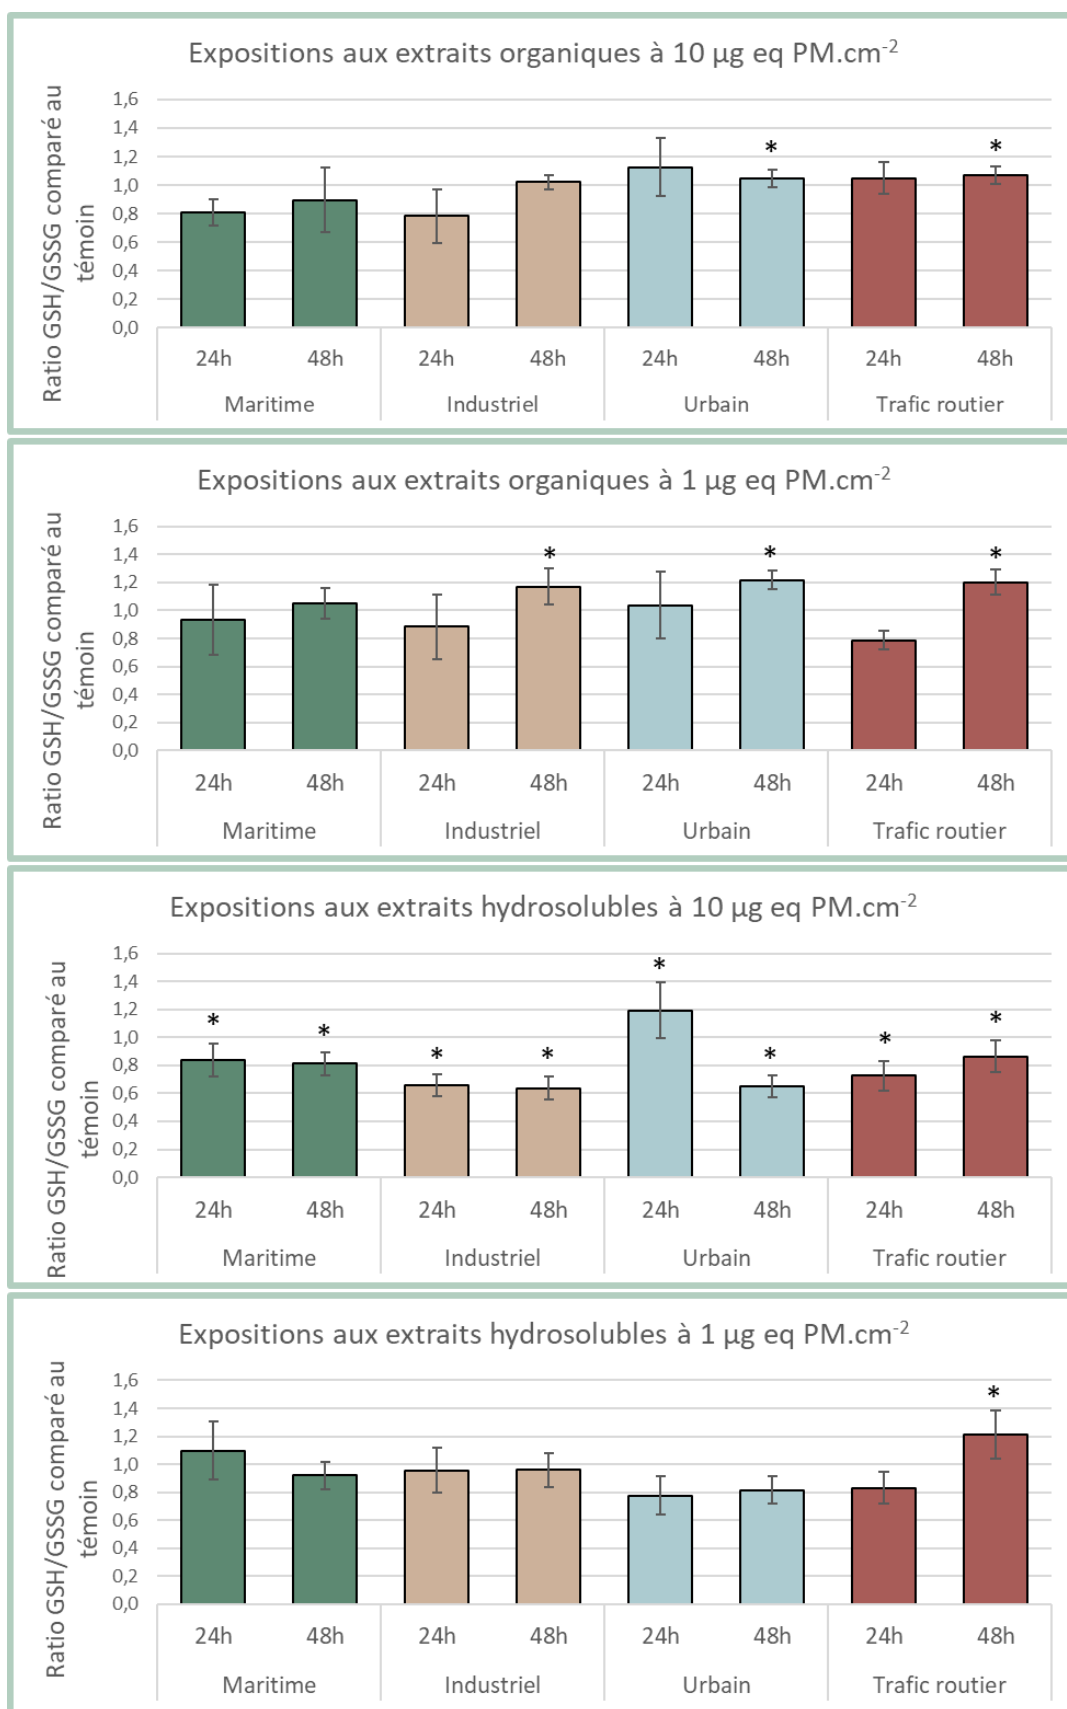 Expositions aux extraits organiques à 10 µg eq PM.cm-2
Ratio GSH/GSSG comparé au
témoin
1,6
1,4
1,2
1,0
0,8
0,6
0,4
0,2
0,0
* *
24h 48h 24h 48h 24h 48h 24h 48h
Maritime Industriel Urbain Trafic routier
Expositions aux extraits organiques à 1 µg eq PM.cm-2
Ratio GSH/GSSG comparé au
témoin
1,6
1,4
1,2
1,0
0,8
0,6
0,4
0,2
0,0
* * *
24h 48h 24h 48h 24h 48h 24h 48h
Maritime Industriel Urbain Trafic routier
Expositions aux extraits hydrosolubles à 10 µg eq PM.cm-2
Ratio GSH/GSSG comparé au
témoin
1,6
1,4
1,2
1,0
0,8
0,6
0,4
0,2
0,0
* * * * * * * *
24h 48h 24h 48h 24h 48h 24h 48h
Maritime Industriel Urbain Trafic routier
Expositions aux extraits hydrosolubles à 1 µg eq PM.cm-2
Ratio GSH/GSSG comparé au
témoin
1,6
1,4
1,2
1,0
0,8
0,6
0,4
0,2
0,0
*
24h 48h 24h 48h 24h 48h 24h 48h
Maritime Industriel Urbain Trafic routier